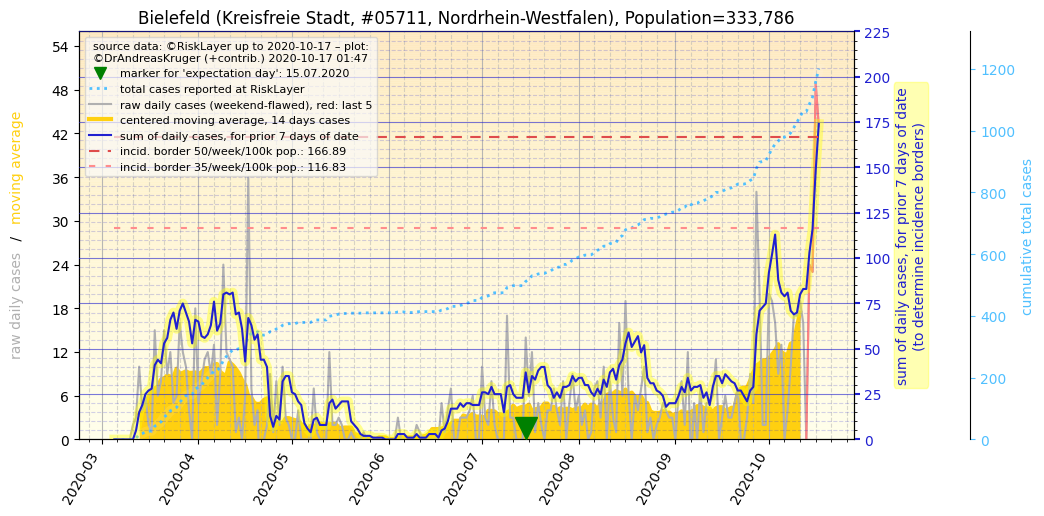 Bielefeld (Kreisfreie Stadt, #05711, Nordrhein-Westfalen), Population=333,786
source data: ©RiskLayer up to 2020-10-17 – plot:
©DrAndreasKruger (+contrib.) 2020-10-17 01:47
marker for 'expectation day': 15.07.2020
total cases reported at RiskLayer
raw daily cases (weekend-flawed), red: last 5
centered moving average, 14 days cases
sum of daily cases, for prior 7 days of date
incid. border 50/week/100k pop.: 166.89
incid. border 35/week/100k pop.: 116.83
raw daily cases / moving average
54
48
42
36
30
24
18
12
6
0
2020-03
2020-04
2020-05
2020-06
2020-07
2020-08
2020-09
2020-10
225
200
175
150
125
100
75
50
25
0
sum of daily cases, for prior 7 days of date
(to determine incidence borders)
1200
1000
800
600
400
200
0
cumulative total cases